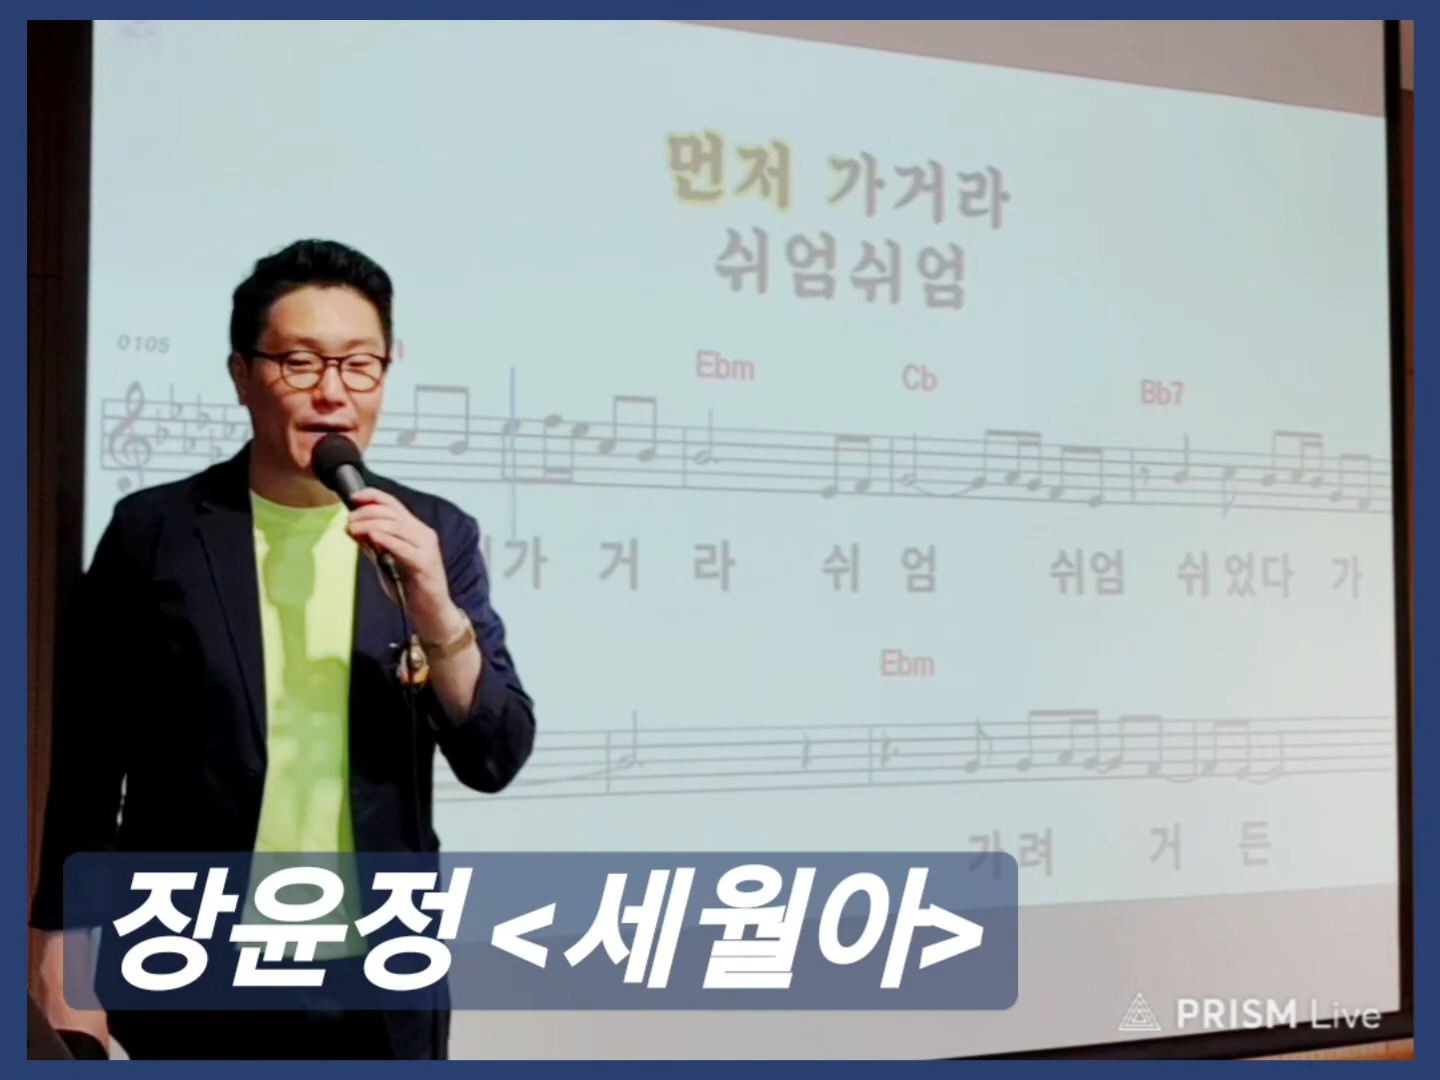 먼저 가거라
쉬엄쉬엄
0105
Ebm Cb Bb7
가 거 라 쉬 엄 쉬엄 쉬었다 가
Ebm
가려 거 든
장윤정 <세월아>
PRISM Live